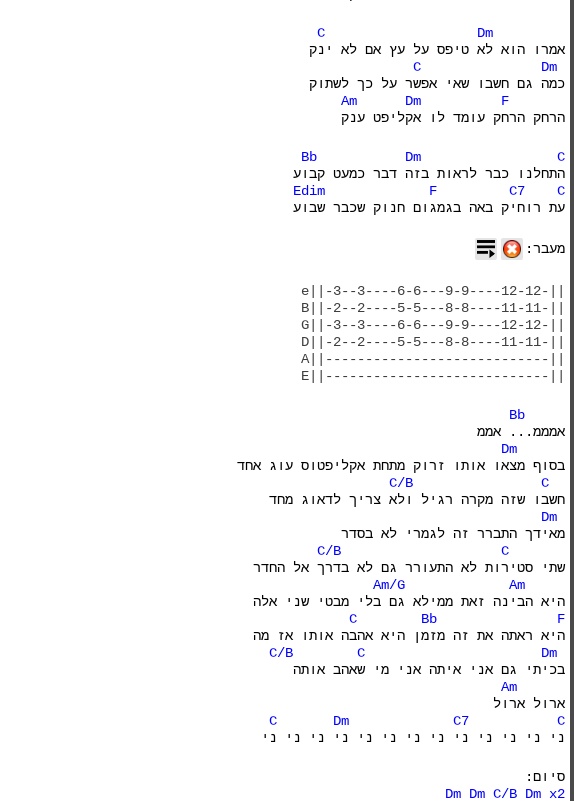 C Dm
אמרו הוא לא טיפס על עץ אם לא ינק
C Dm
כמה גם חשבו שאי אפשר על כך לשתוק
Am Dm F
הרחק הרחק עומד לו אקליפט ענק
Bb Dm C
התחלנו כבר לראות בזה דבר כמעט קבוע
Edim F C7 C
עת רוחיק באה בגמגום חנוק שכבר שבוע
מעבר:
e||-3--3----6-6---9-9----12-12-||
B||-2--2----5-5---8-8----11-11-||
G||-3--3----6-6---9-9----12-12-||
D||-2--2----5-5---8-8----11-11-||
A||----------------------------||
E||----------------------------||
Bb
אמממ... אממ
Dm
בסוף מצאו אותו זרוק מתחת אקליפטוס עוג אחד
C/B C
חשבו שזה מקרה רגיל ולא צריך לדאוג מחד
Dm
מאידך התברר זה לגמרי לא בסדר
C/B C
שתי סטירות לא התעורר גם לא בדרך אל החדר
Am/G Am
היא הבינה זאת ממילא גם בלי מבטי שני אלה
C Bb F
היא ראתה את זה מזמן היא אהבה אותו אז מה
C/B C Dm
בכיתי גם אני איתה אני מי שאהב אותה
Am
ארול ארול
C Dm C7 C
ני ני ני ני ני ני ני ני ני ני ני ני ני
סיום:
Dm Dm C/B Dm x2